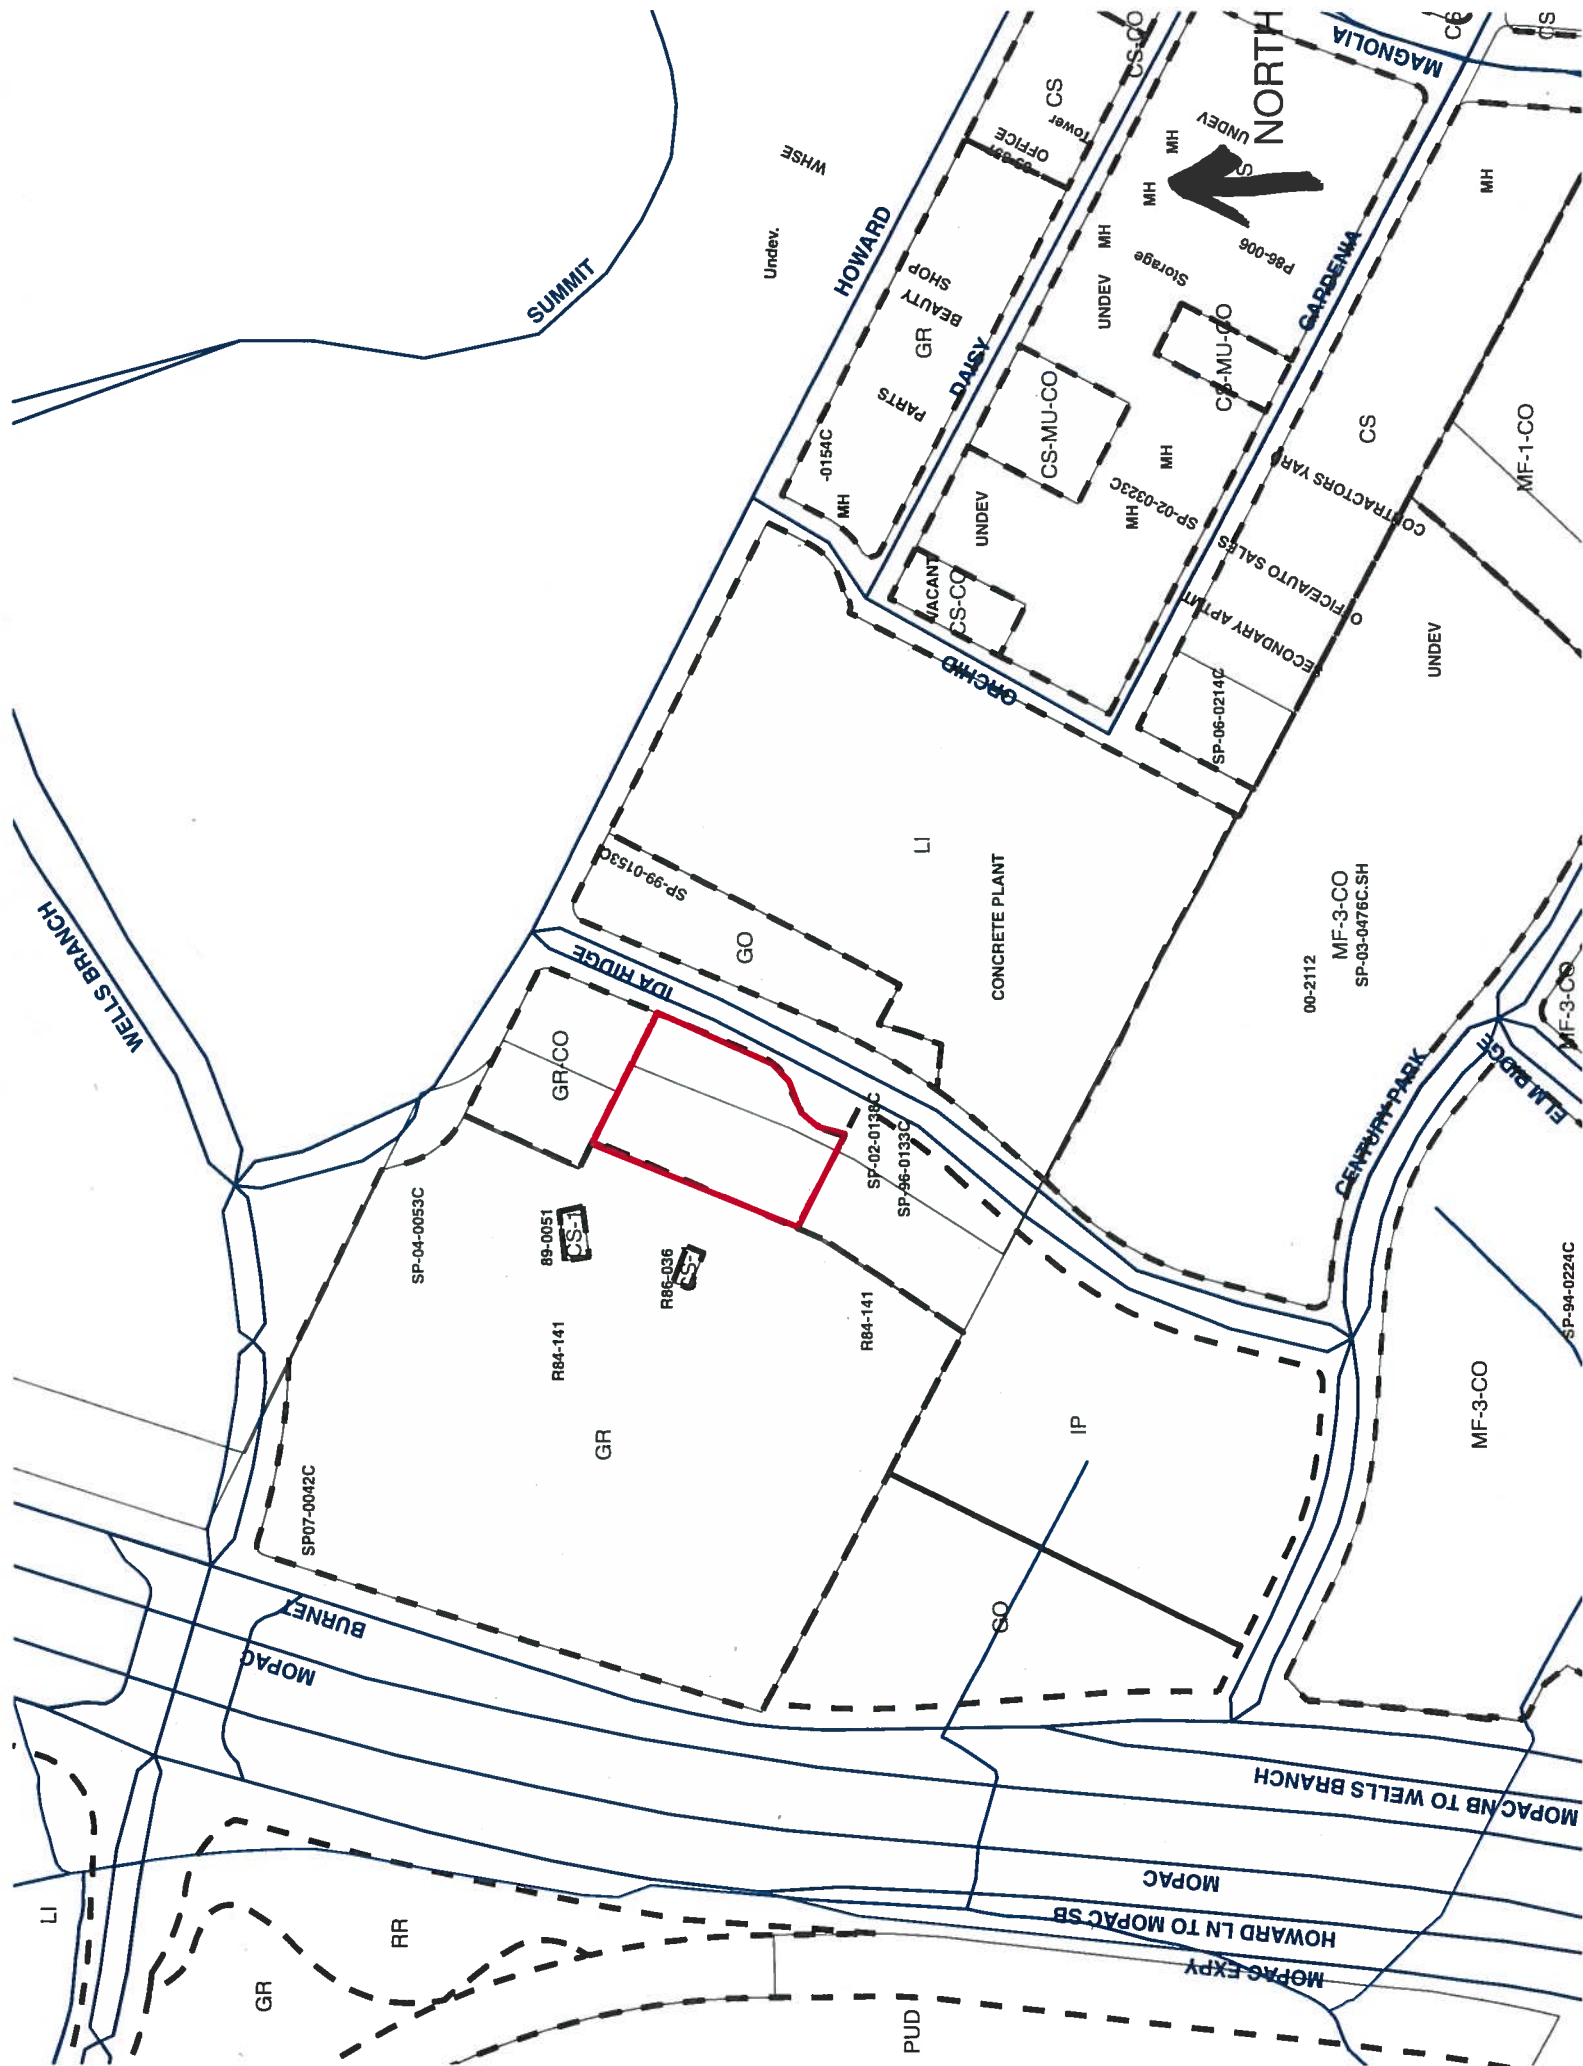 SUMMIT
WHSE
Undev.
HOWARD
CS
CS-CO
OFFICE
Tower
NORTH
MAGNOLIA
CS
CS
UNDEV
MH
MH
MH
MH
P86-006
Storage
UNDEV
GARDENIA
BEAUTY
SHOP
GR
PARTS
DAISY
-0154C
MH
CS-MU-CO
CS-MU-CO
MH
MH
SP-02-0323C
UNDEV
VACANT
CS-CO
ORCHID
CS
CONTRACTORS YARD
FICE/AUTO SALES
ECONDARY APTMT
SP-06-0214C
MF-1-CO
UNDEV
WELLS BRANCH
SP-99-0153C
LI
CONCRETE PLANT
GO
IDA RIDGE
GR-CO
MF-3-CO
SP-03-0476C.SH
00-2112
MF-3-CO
ELM RIDGE
CENTURY PARK
SP-02-0138C
SP-96-0133C
SP-04-0053C
89-0051
CS-1
R86-036
CS-1
R84-141
R84-141
GR
SP07-0042C
IP
GO
MF-3-CO
SP-94-0224C
BURNET
MOPAC
MOPAC NB TO WELLS BRANCH
MOPAC
HOWARD LN TO MOPAC SB
MOPAC EXPY
LI
RR
GR
PUD